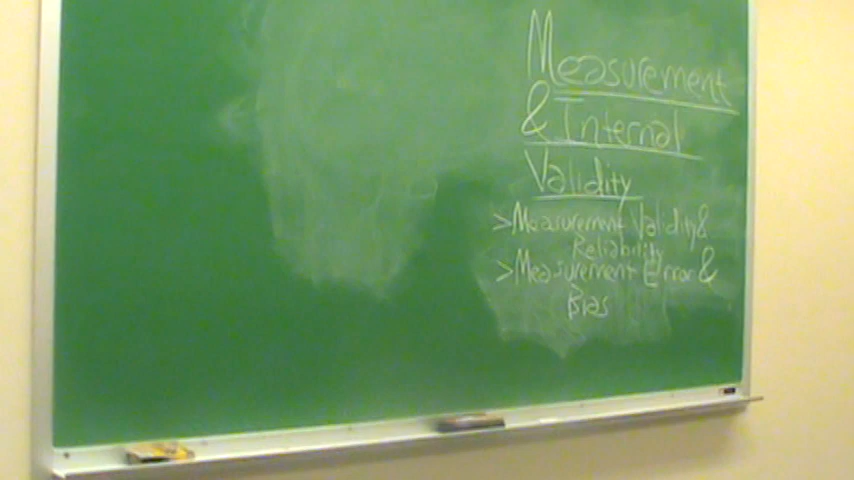 Measurement
& Internal
Validity
>Measurement Validity &
Reliability
>Measurement Error &
Bias